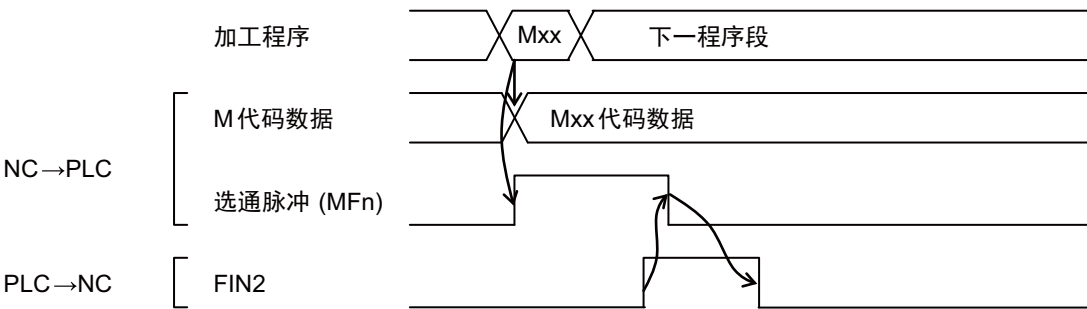 加工程序 Mxx 下一程序段
M代码数据 Mxx代码数据
NC→PLC
选通脉冲 (MFn)
PLC→NC FIN2